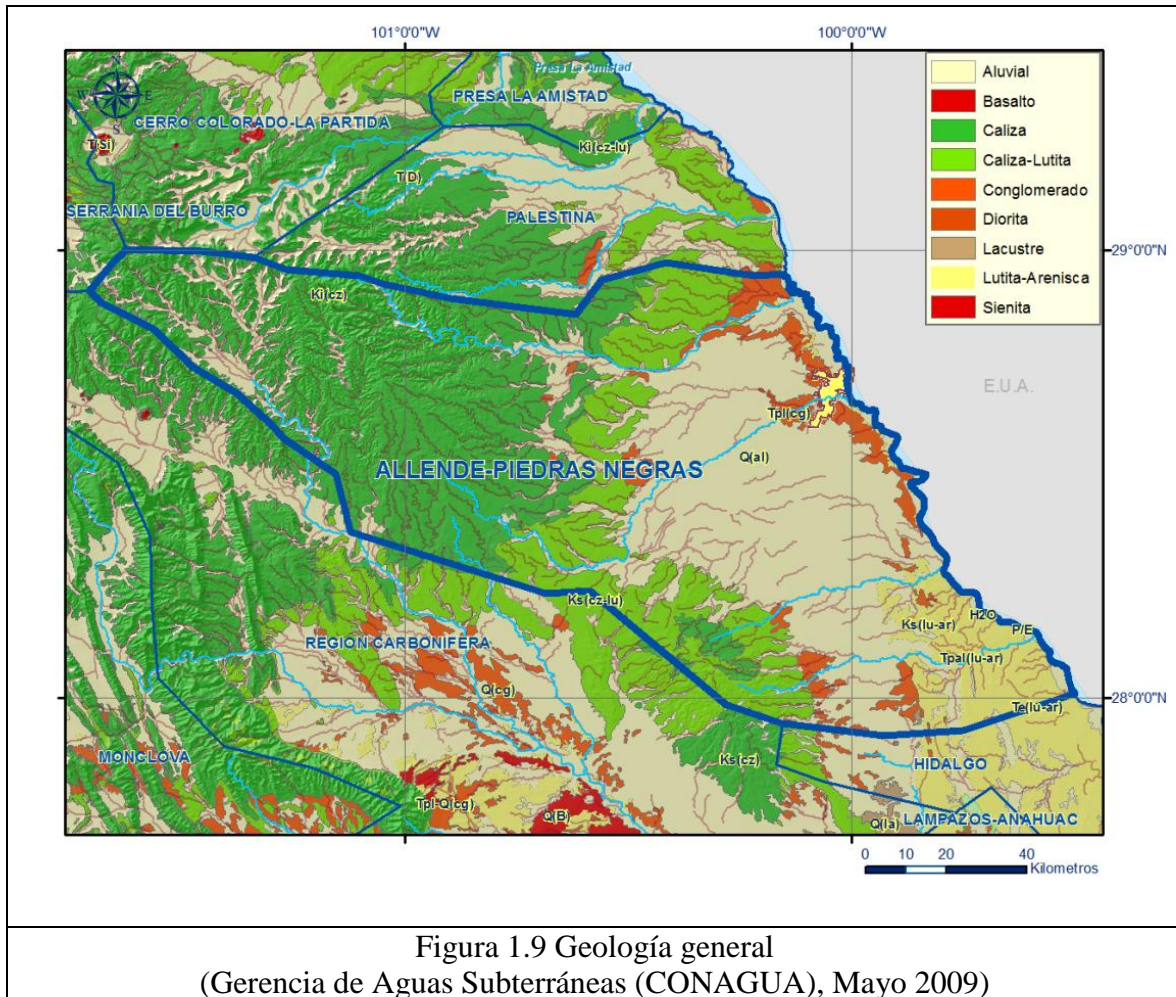 101°0'0"W
100°0'0"W
N
W
E
S
Presa La Amistad
PRESA LA AMISTAD
CERRO COLORADO-LA PARTIDA
T(Si)
Ki(cz-lu)
T(D)
SERRANIA DEL BURRO
PALESTINA
29°0'0"N
Ki(cz)
E.U.A.
Tpl(cg)
Q(al)
ALLENDE-PIEDRAS NEGRAS
Ks(cz-lu)
Ks(lu-ar)
H2O
P/E
REGION CARBONIFERA
Tpal(lu-ar)
Q(cg)
28°0'0"N
Te(lu-ar)
MONCLOVA
Ks(cz)
HIDALGO
Tpl-Q(cg)
Q(B)
Q(la)
LAMPAZOS-ANAHUAC
Aluvial
Basalto
Caliza
Caliza-Lutita
Conglomerado
Diorita
Lacustre
Lutita-Arenisca
Sienita
0 10 20 40
Kilometros
Figura 1.9 Geología general
(Gerencia de Aguas Subterráneas (CONAGUA), Mayo 2009)